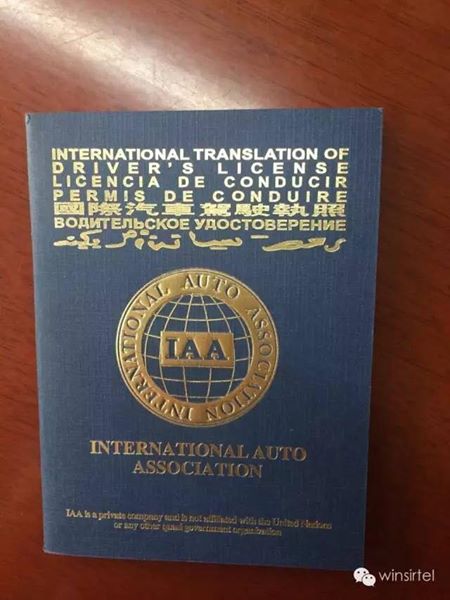 INTERNATIONAL TRANSLATION OF
DRIVER'S LICENSE
LICENCIA DE CONDUCIR
PERMIS DE CONDUIRE
國際汽車駕駛執照
ВОДИТЕЛЬСКОЕ УДОСТОВЕРЕНИЕ
INTERNATIONAL AUTO ASSOCIATION
IAA
INTERNATIONAL AUTO
ASSOCIATION
IAA is a private company and is not affiliated with the United Nations
or any other quasi government organization
winsirtel